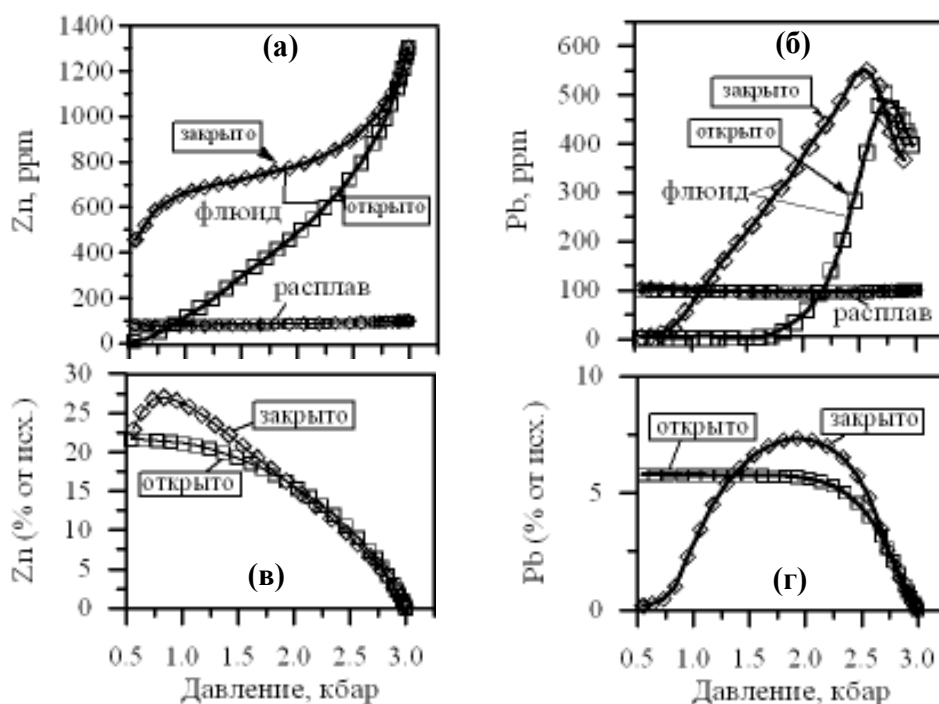 (а)
Zn, ppm
1400
1300
1200
1000
800
600
400
200
100
0
закрыто
флюид
открыто
расплав
(б)
Pb, ppm
600
500
450
400
300
200
100
0
закрыто
открыто
флюид
расплав
(в)
Zn (% от исх.)
30
25
20
15
10
5
0
закрыто
открыто
0.5 1.0 1.5 2.0 2.5 3.0
Давление, кбар
(г)
Pb (% от исх.)
10
5
0
открыто
закрыто
0.5 1.0 1.5 2.0 2.5 3.0
Давление, кбар